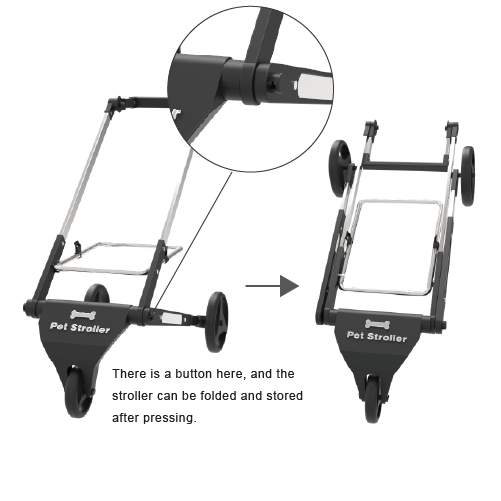 Pet Stroller
Pet Stroller
There is a button here, and the
stroller can be folded and stored
after pressing.